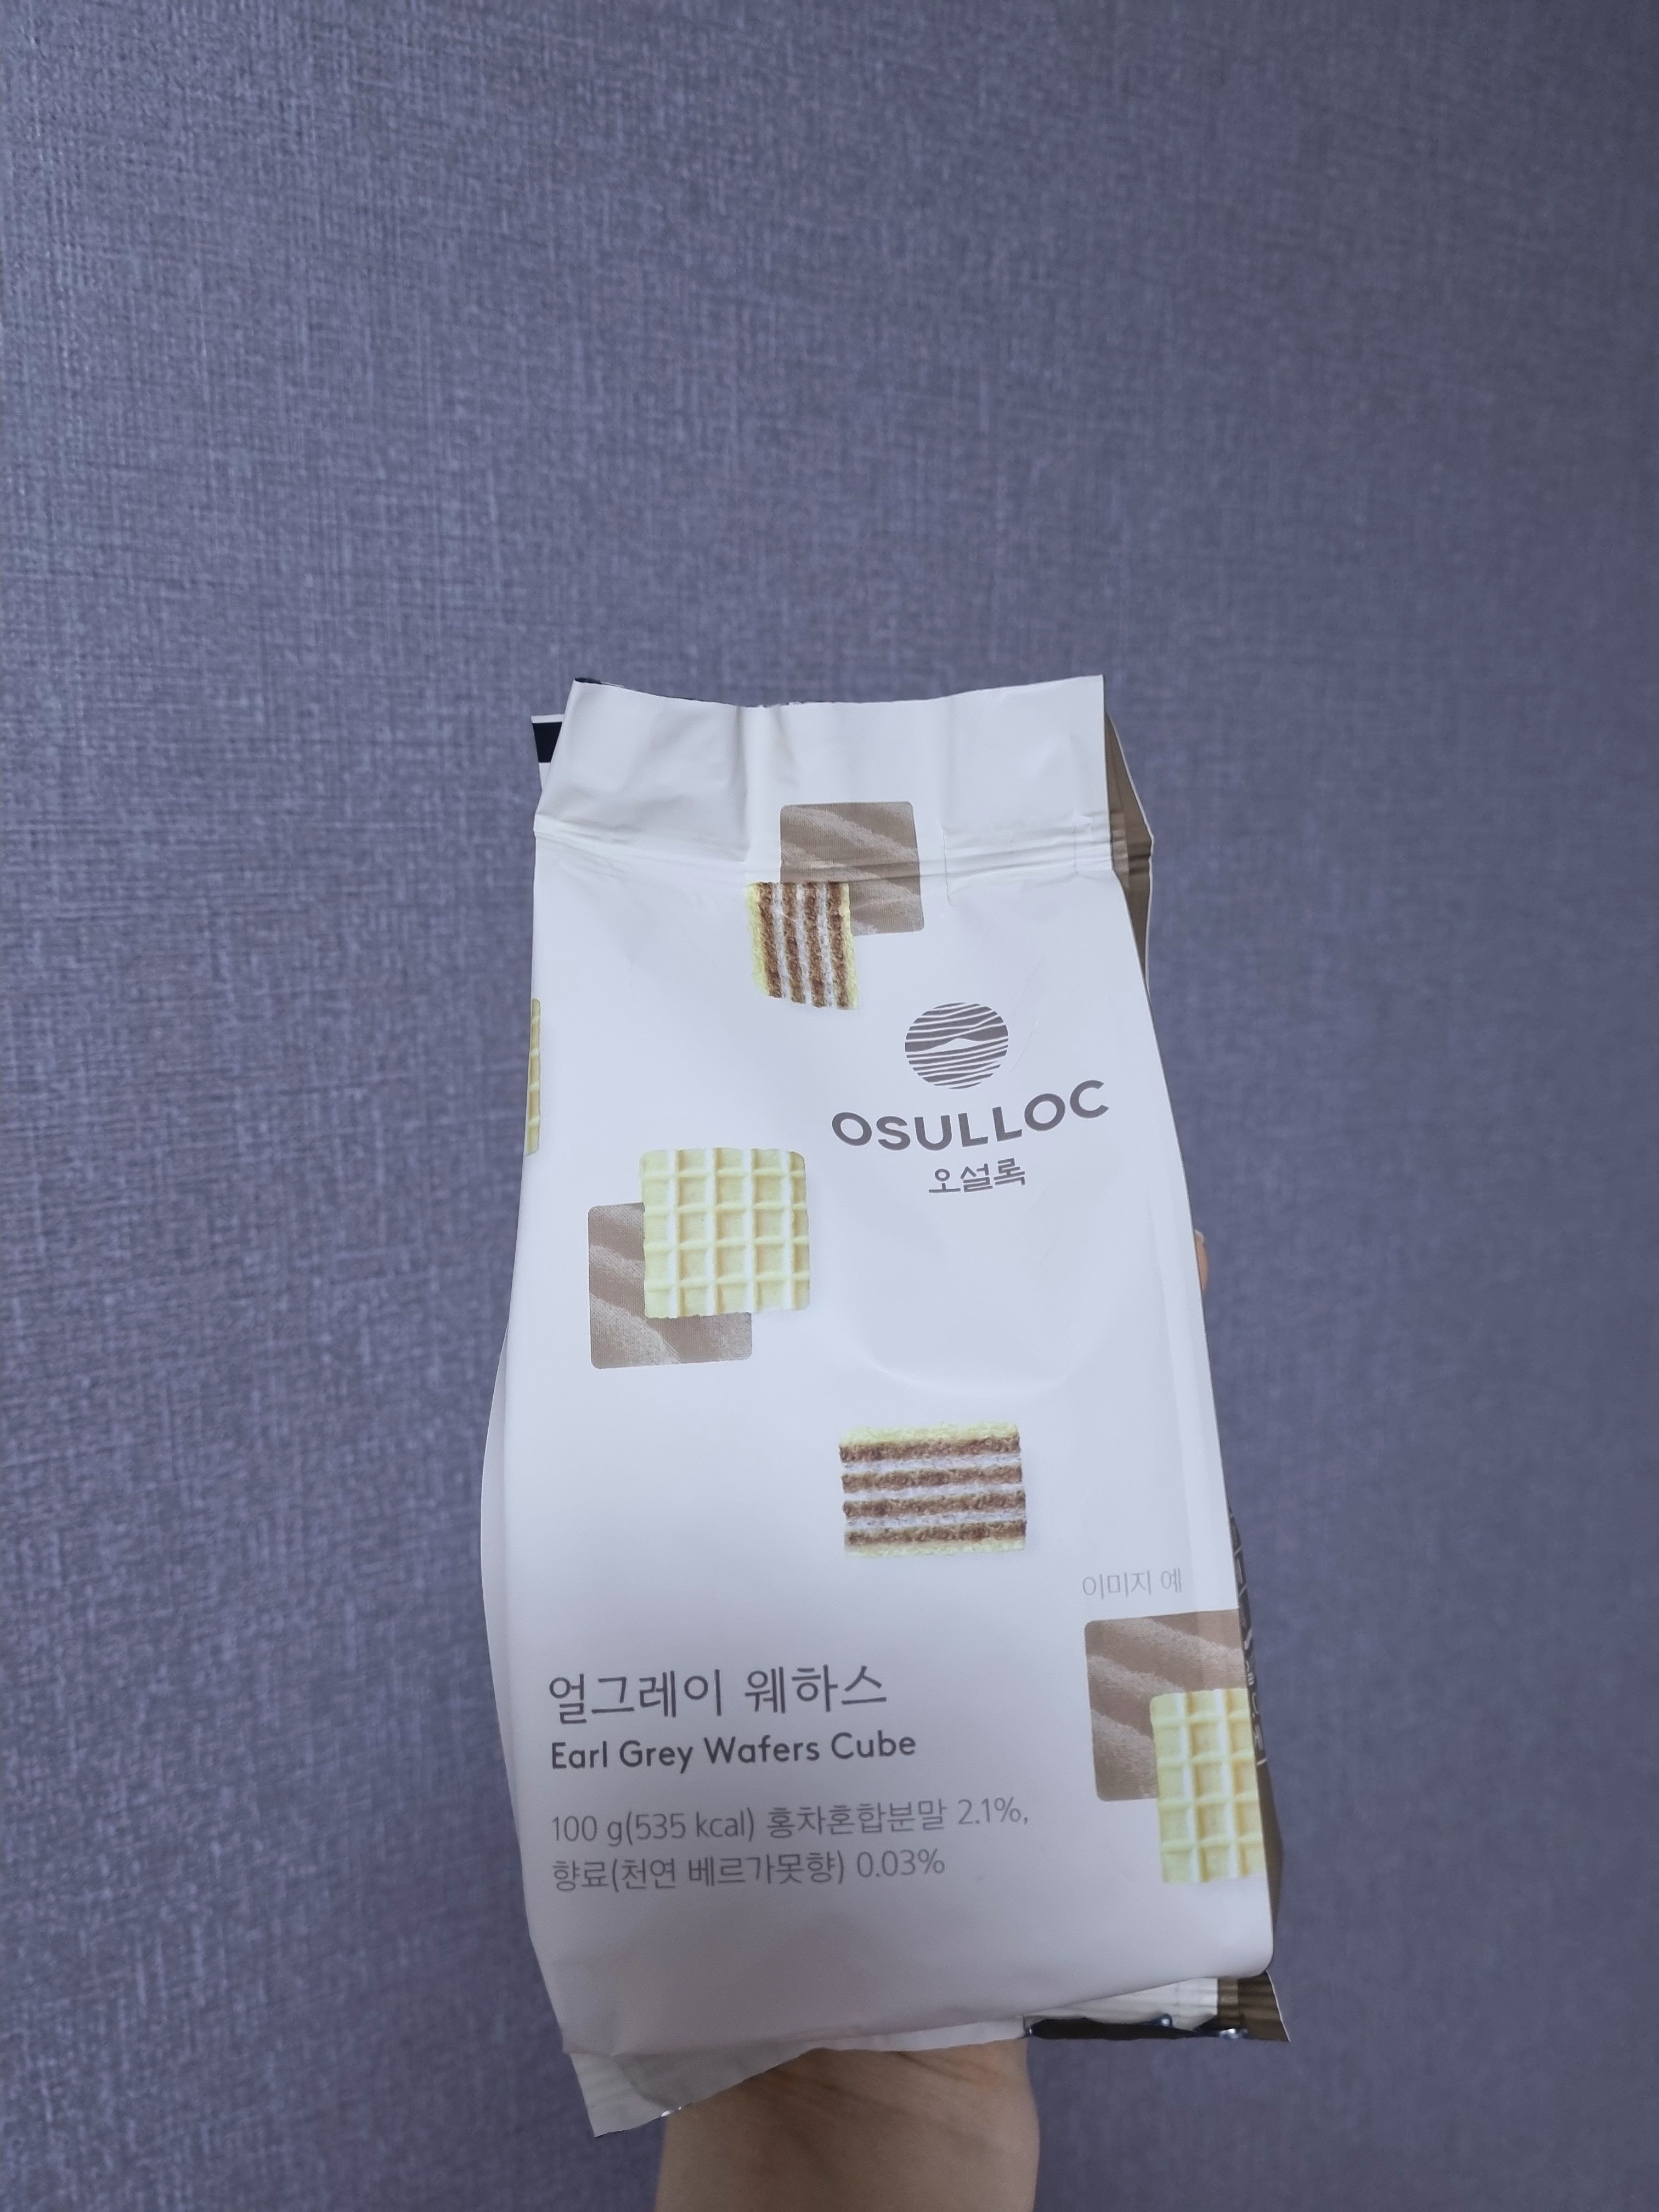 OSULLOC
오설록
이미지 예
얼그레이 웨하스
Earl Grey Wafers Cube
100 g(535 kcal) 홍차혼합분말 2.1%,
향료(천연 베르가못향) 0.03%